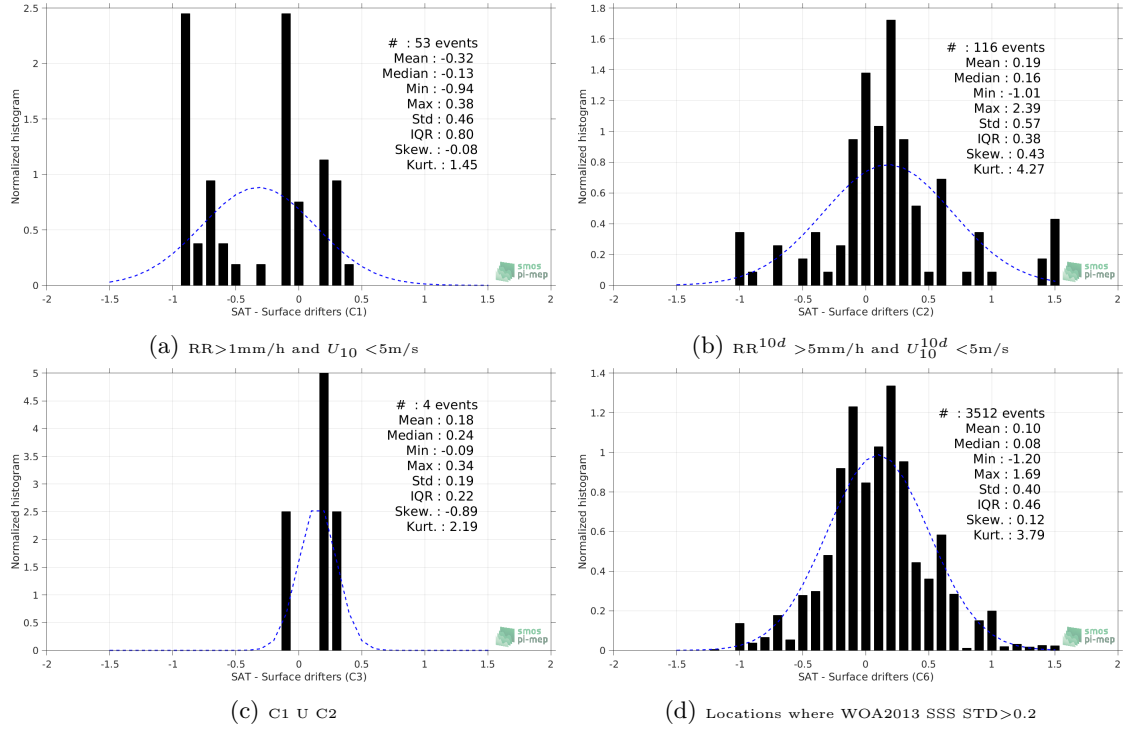 2.5
2
1.5
1
0.5
0
-2
-1.5
-1
-0.5
0
0.5
1
1.5
2
Normalized histogram
SAT - Surface drifters (C1)
# : 53 events
Mean : -0.32
Median : -0.13
Min : -0.94
Max : 0.38
Std : 0.46
IQR : 0.80
Skew. : -0.08
Kurt. : 1.45
smos
pi-mep
(a) RR>1mm/h and U10 <5m/s
1.8
1.6
1.4
1.2
1
0.8
0.6
0.4
0.2
0
-2
-1.5
-1
-0.5
0
0.5
1
1.5
2
Normalized histogram
SAT - Surface drifters (C2)
# : 116 events
Mean : 0.19
Median : 0.16
Min : -1.01
Max : 2.39
Std : 0.57
IQR : 0.38
Skew. : 0.43
Kurt. : 4.27
smos
pi-mep
(b) RR10d >5mm/h and U10 10d <5m/s
5
4.5
4
3.5
3
2.5
2
1.5
1
0.5
0
-2
-1.5
-1
-0.5
0
0.5
1
1.5
2
Normalized histogram
SAT - Surface drifters (C3)
# : 4 events
Mean : 0.18
Median : 0.24
Min : -0.09
Max : 0.34
Std : 0.19
IQR : 0.22
Skew. : -0.89
Kurt. : 2.19
smos
pi-mep
(c) C1 U C2
1.4
1.2
1
0.8
0.6
0.4
0.2
0
-2
-1.5
-1
-0.5
0
0.5
1
1.5
2
Normalized histogram
SAT - Surface drifters (C6)
# : 3512 events
Mean : 0.10
Median : 0.08
Min : -1.20
Max : 1.69
Std : 0.40
IQR : 0.46
Skew. : 0.12
Kurt. : 3.79
smos
pi-mep
(d) Locations where WOA2013 SSS STD>0.2